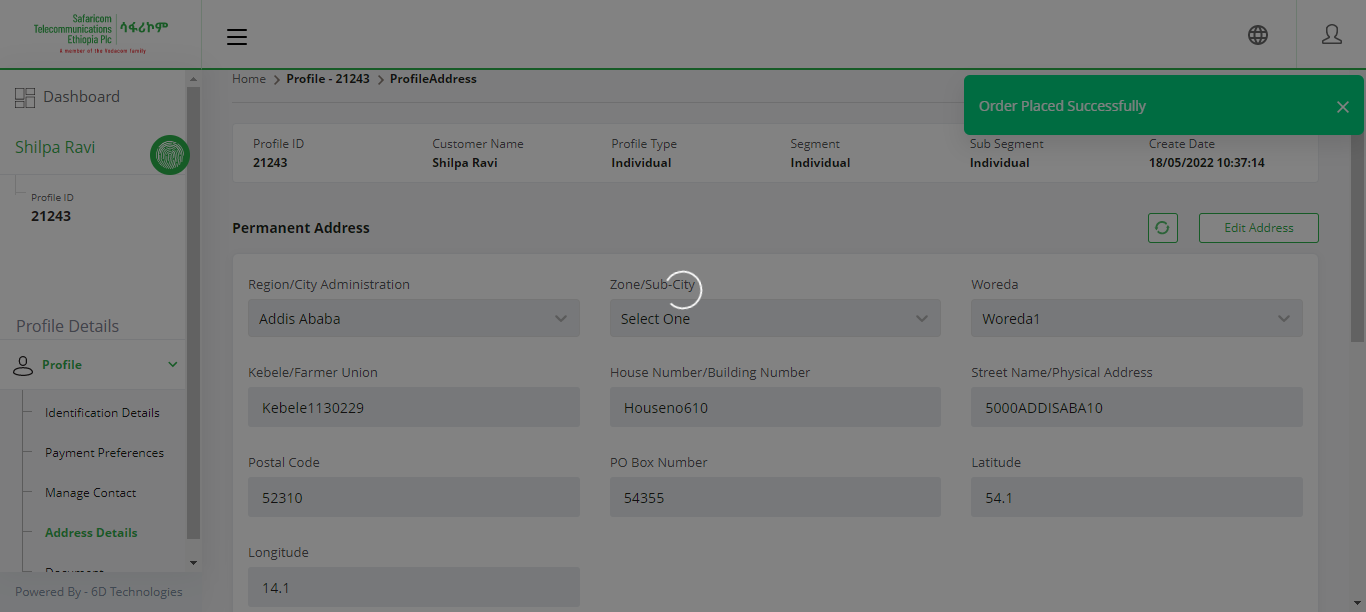 Safaricom
Telecommunications
Ethiopia Plc
ሳፋሪኮም
A member of the Vodacom family
Home > Profile - 21243 > ProfileAddress
Order Placed Successfully
Dashboard
Shilpa Ravi
Profile ID
21243
Profile Details
Profile
Identification Details
Payment Preferences
Manage Contact
Address Details
Document
Powered By - 6D Technologies
Profile ID Customer Name Profile Type Segment Sub Segment Create Date
21243 Shilpa Ravi Individual Individual Individual 18/05/2022 10:37:14
Permanent Address
Edit Address
Region/City Administration Zone/Sub-City Woreda
Addis Ababa Select One Woreda1
Kebele/Farmer Union House Number/Building Number Street Name/Physical Address
Kebele1130229 Houseno610 5000ADDISABA10
Postal Code PO Box Number Latitude
52310 54355 54.1
Longitude
14.1